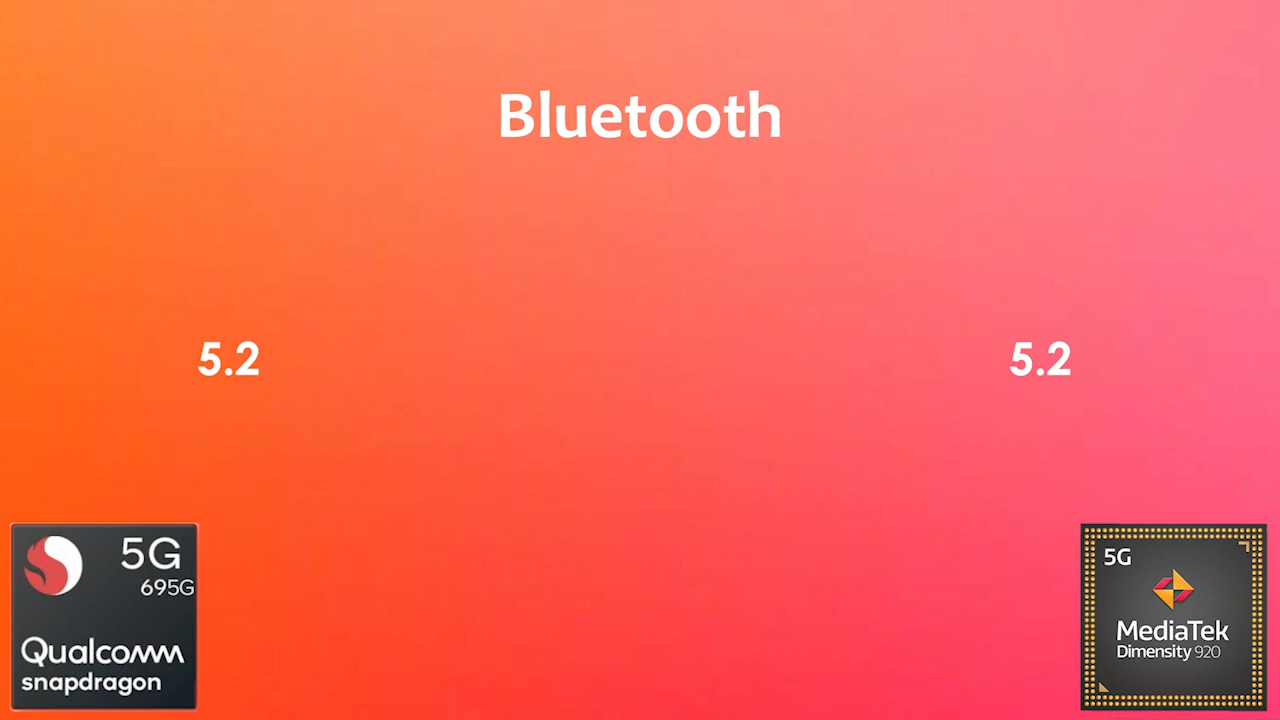 Bluetooth
5.2
5.2
5G
695G
Qualcomm
snapdragon
5G
MediaTek
Dimensity 920